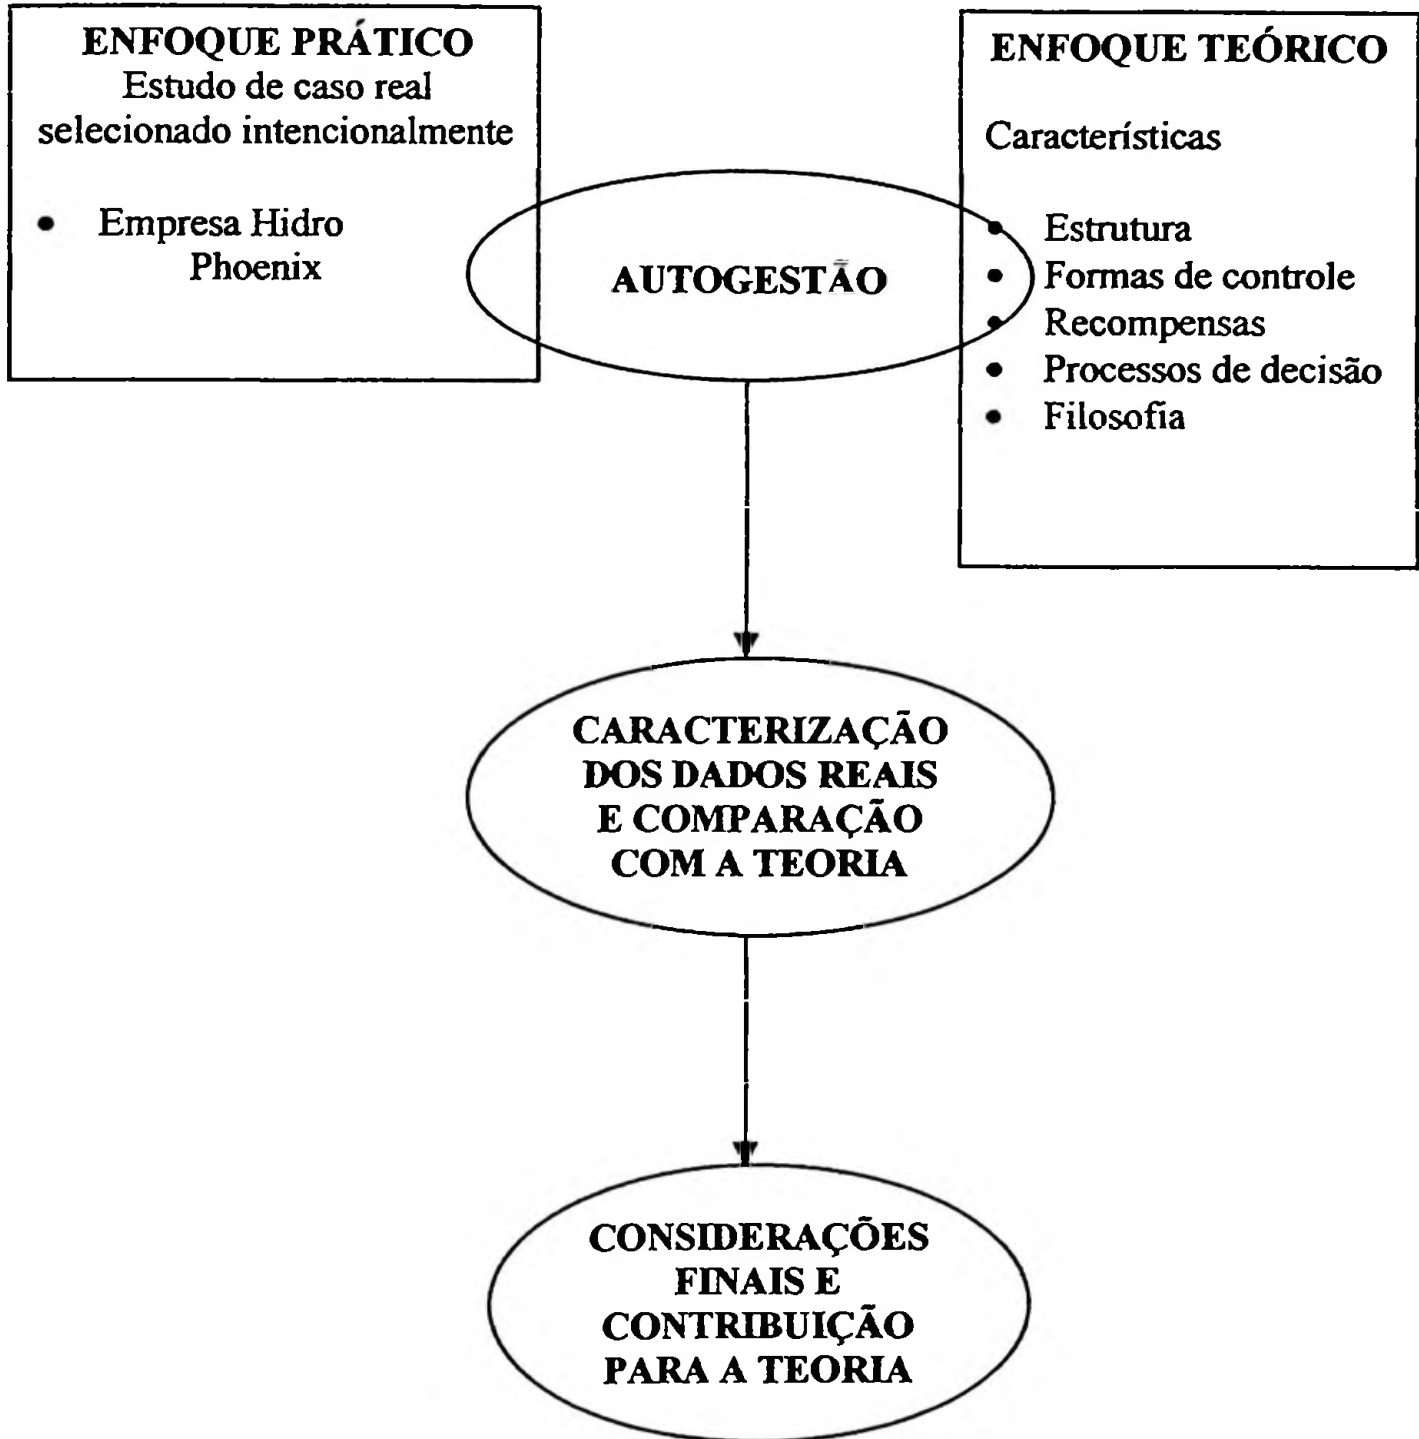 ENFOQUE PRÁTICO
Estudo de caso real
selecionado intencionalmente
• Empresa Hidro
Phoenix
ENFOQUE TEÓRICO
Característícas
• Estrutura
• Formas de controle
• Recompensas
• Processos de decisão
• Filosofia
AUTOGESTÃO
CARACTERIZAÇÃO
DOS DADOS REAIS
E COMPARAÇÃO
COM A TEORIA
CONSIDERAÇÕES
FINAIS E
CONTRIBUIÇÃO
PARA A TEORIA